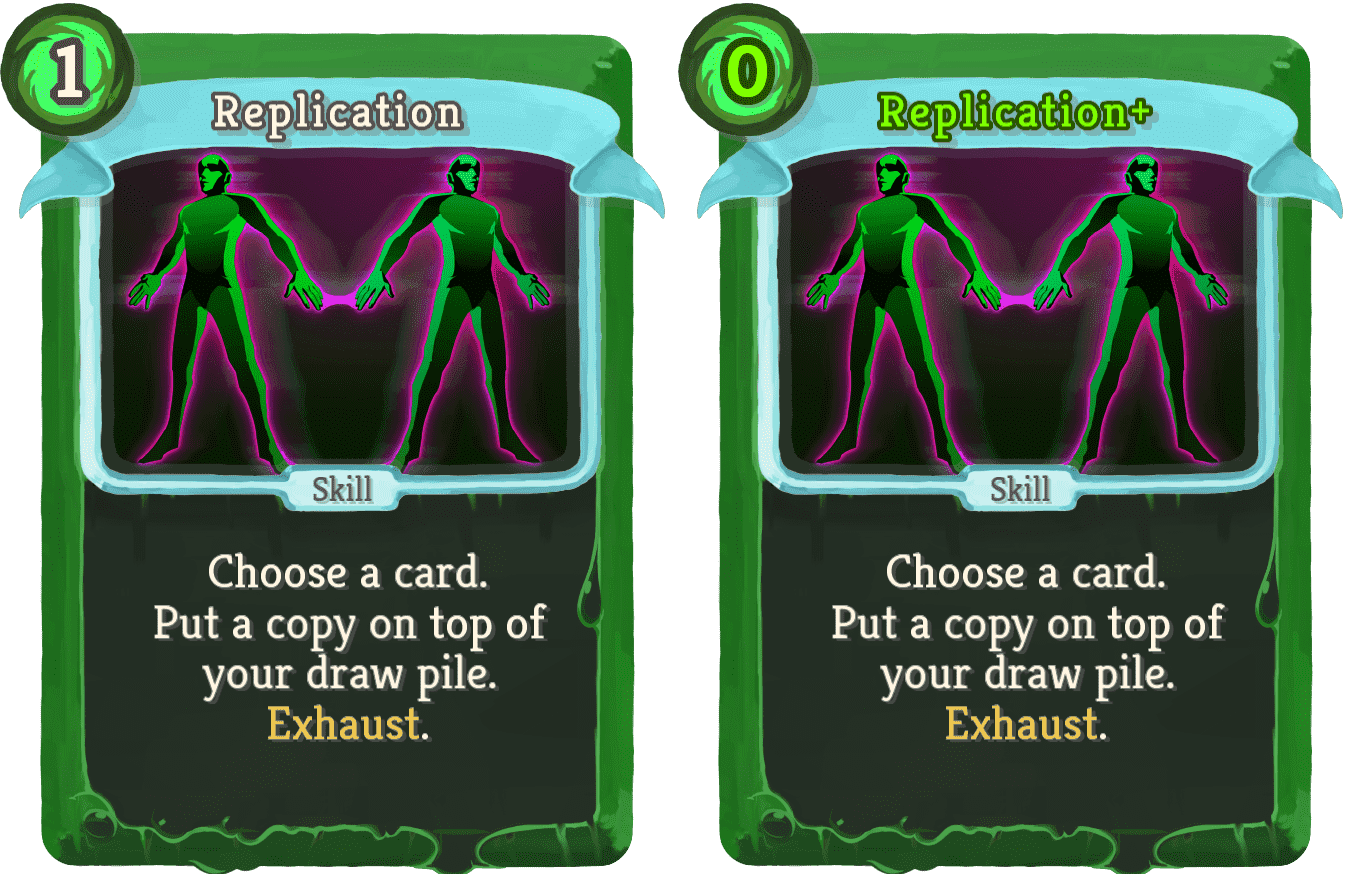 1
Replication
Skill
Choose a card.
Put a copy on top of
your draw pile.
Exhaust.
0
Replication+
Skill
Choose a card.
Put a copy on top of
your draw pile.
Exhaust.